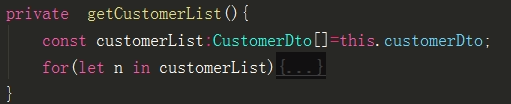 private  getCustomerList(){
    const customerList:CustomerDto[]=this.customerDto;
    for(let n in customerList){...}
}